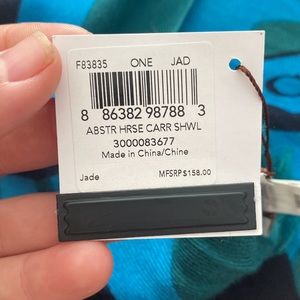 F83835 ONE JAD
8 86382 98788 3
ABSTR HRSE CARR SHWL
3000083677
Made in China/Chine
Jade MFSRP$158.00